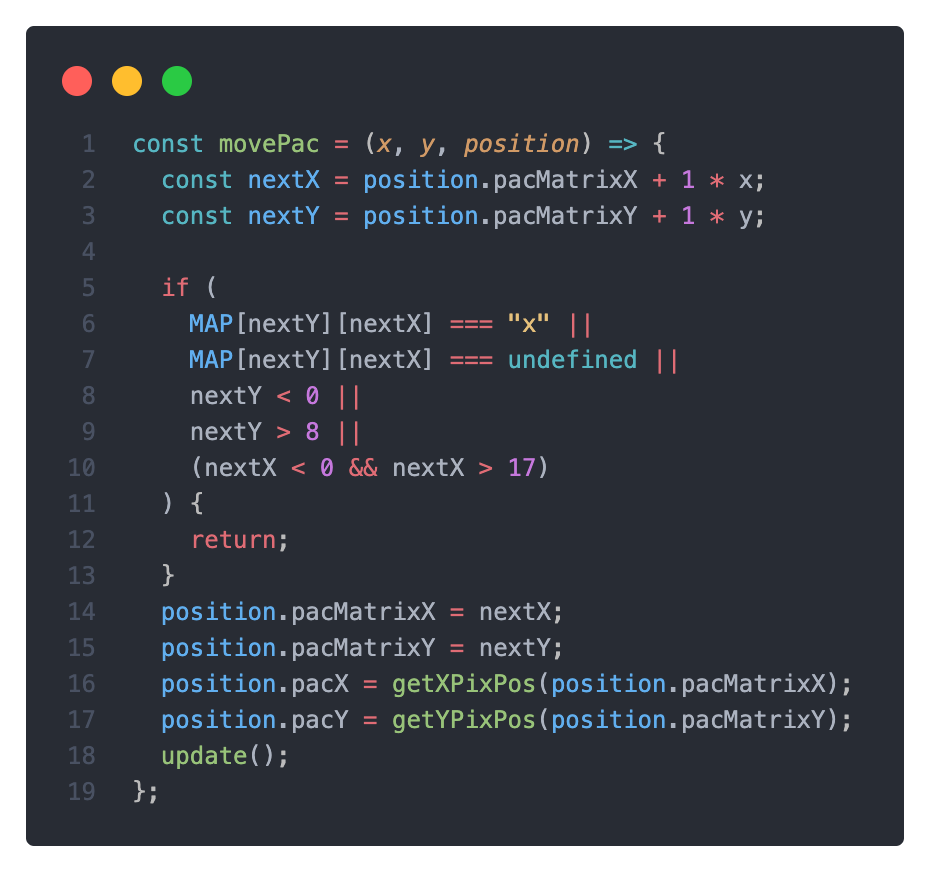 1 const movePac = (x, y, position) => {
2 const nextX = position.pacMatrixX + 1 * x;
3 const nextY = position.pacMatrixY + 1 * y;
4
5 if (
6 MAP[nextY][nextX] === "x" ||
7 MAP[nextY][nextX] === undefined ||
8 nextY < 0 ||
9 nextY > 8 ||
10 (nextX < 0 && nextX > 17)
11 ) {
12 return;
13 }
14 position.pacMatrixX = nextX;
15 position.pacMatrixY = nextY;
16 position.pacX = getXPixPos(position.pacMatrixX);
17 position.pacY = getYPixPos(position.pacMatrixY);
18 update();
19 };